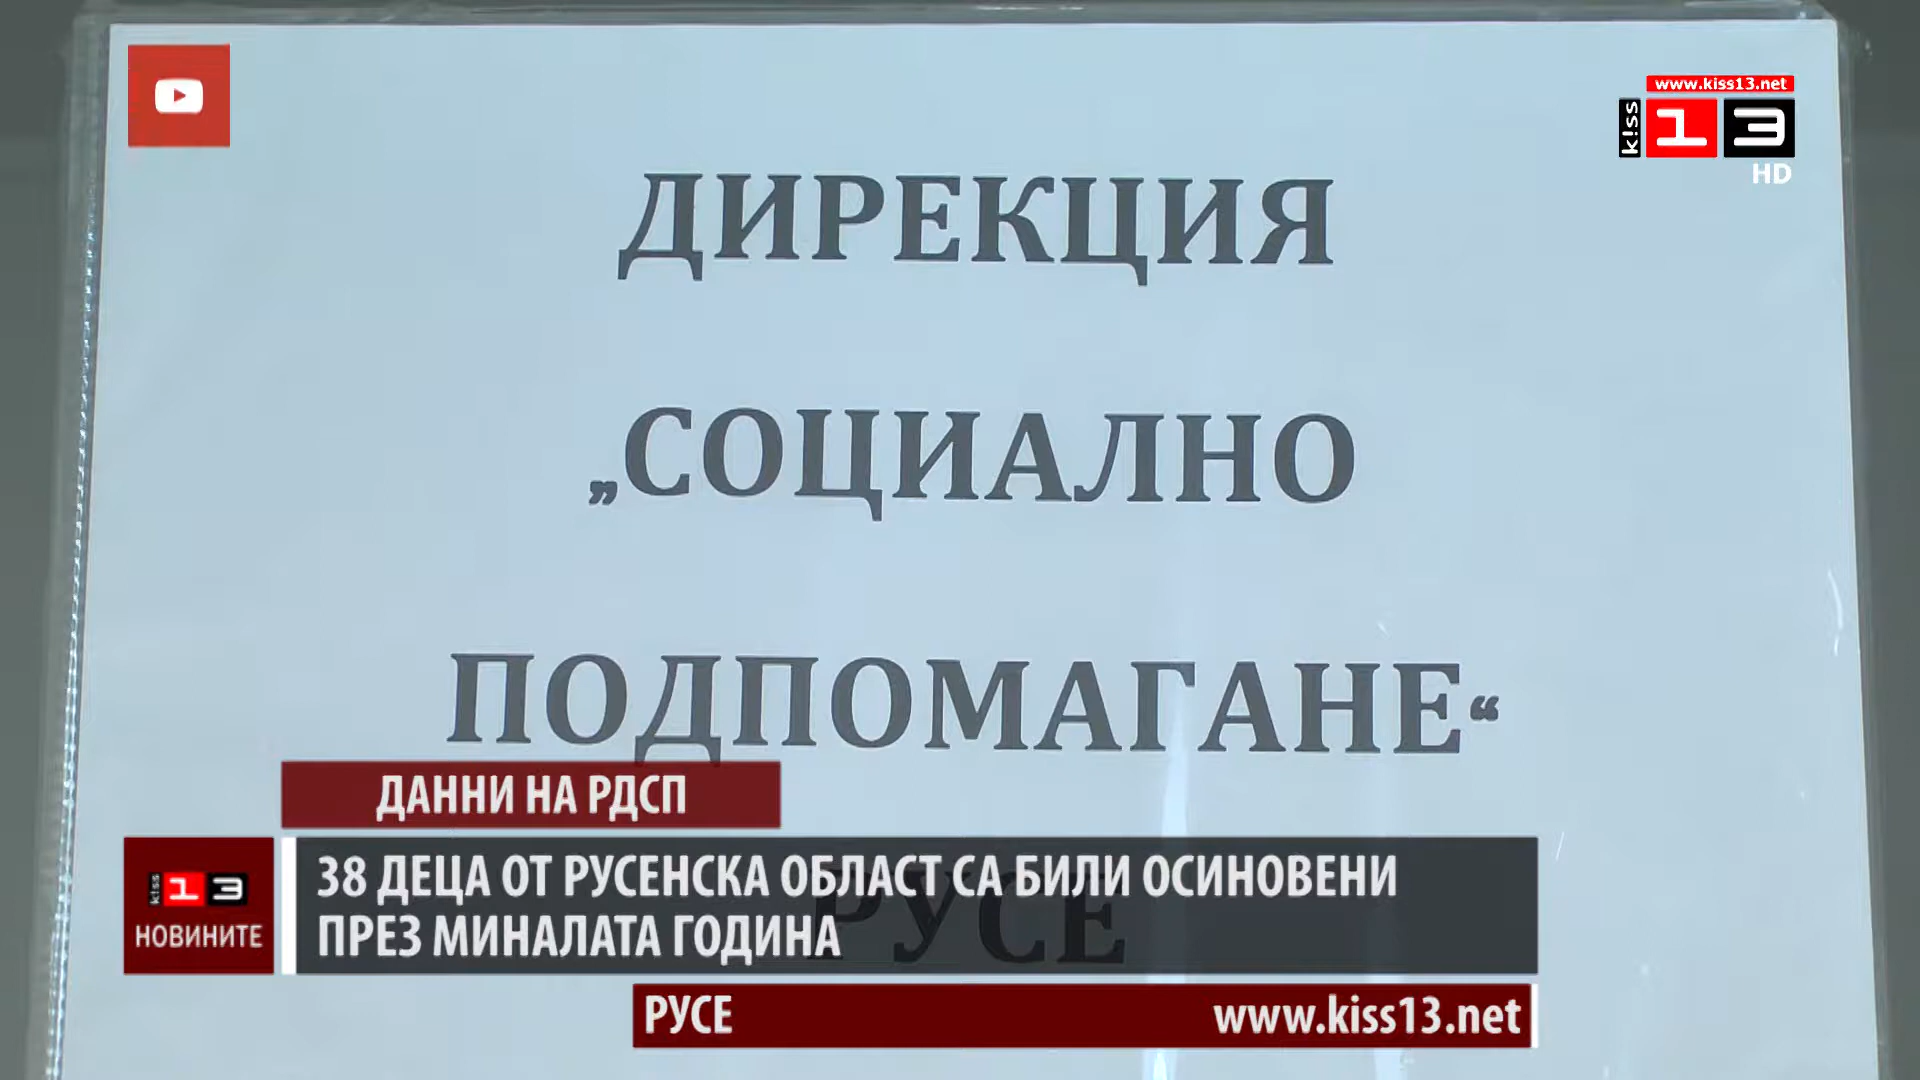 www.kiss13.net
kiss 13
HD
ДИРЕКЦИЯ
„СОЦИАЛНО
ПОДПОМАГАНЕ“
РУСЕ
ДАННИ НА РДСП
kiss 13
НОВИНИТЕ
38 ДЕЦА ОТ РУСЕНСКА ОБЛАСТ СА БИЛИ ОСИНОВЕНИ
ПРЕЗ МИНАЛАТА ГОДИНА
РУСЕ www.kiss13.net